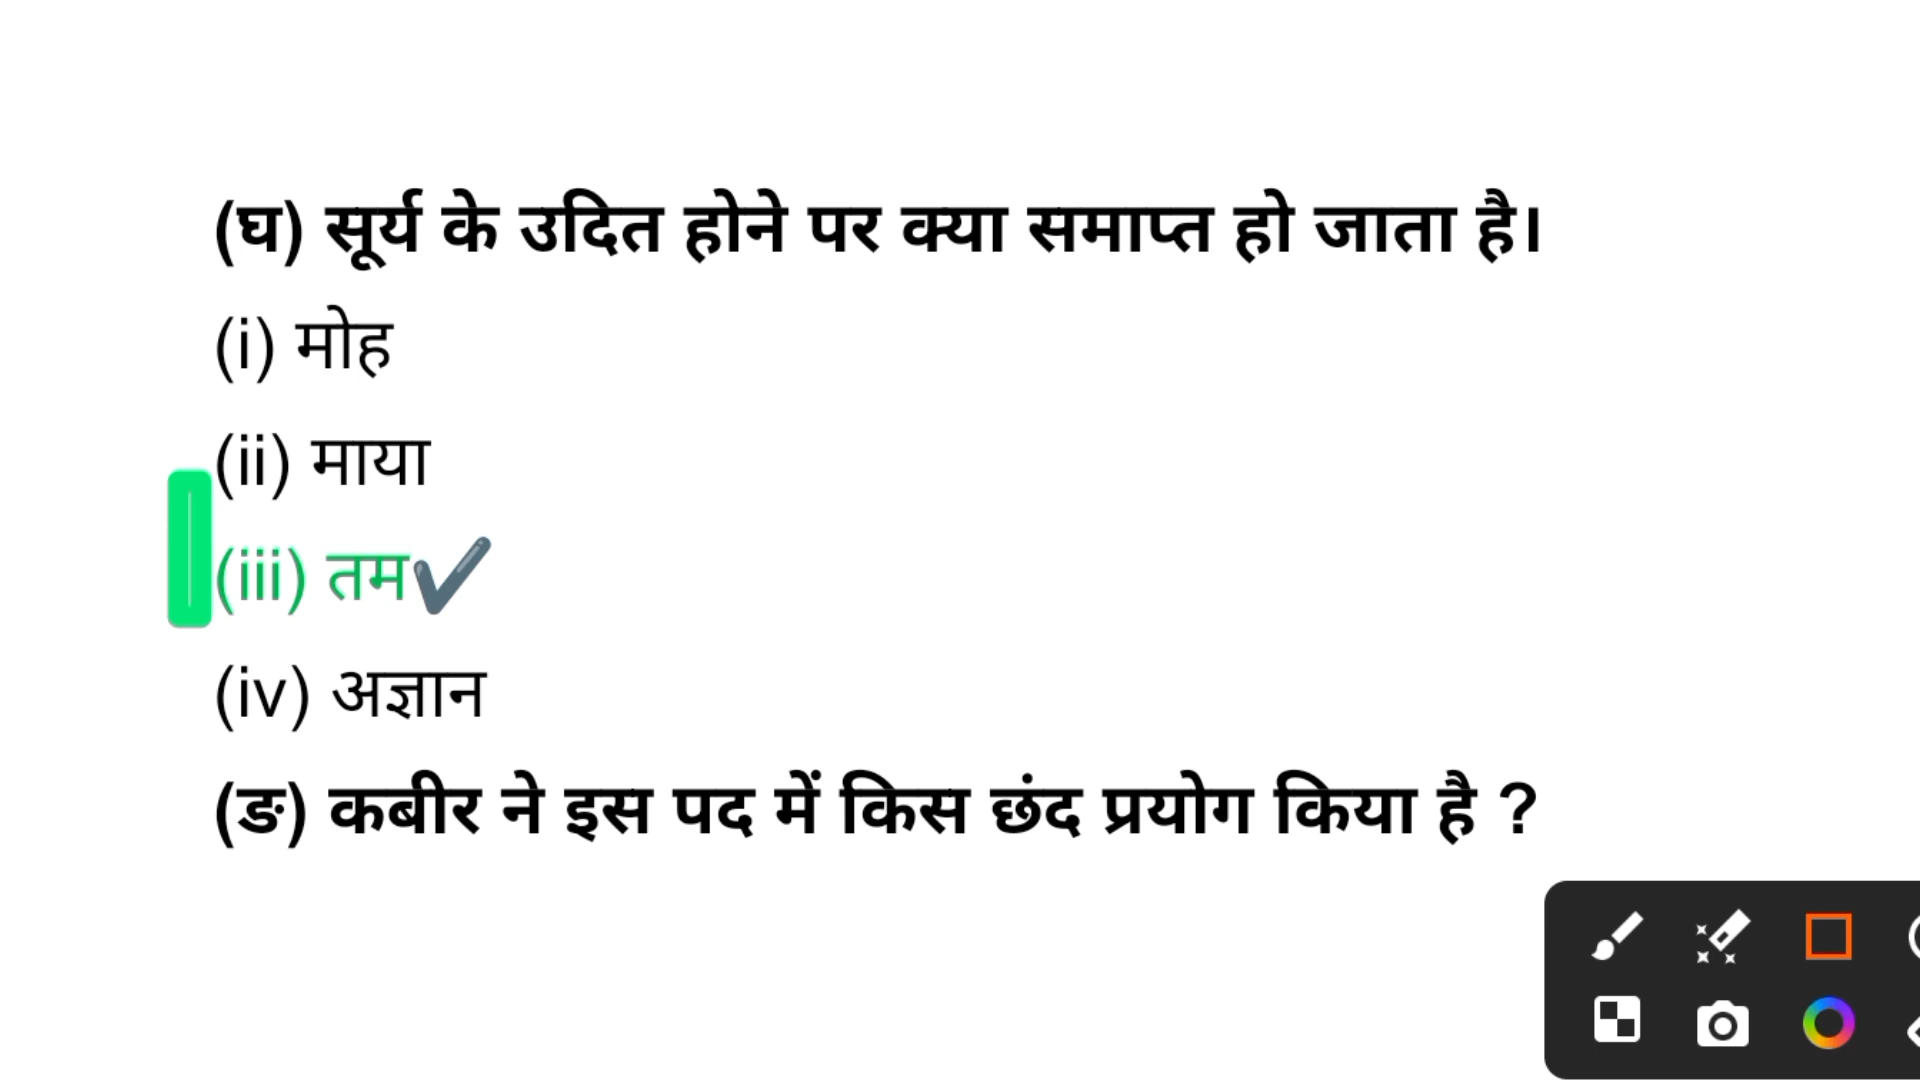 (घ) सूर्य के उदित होने पर क्या समाप्त हो जाता है।
(i) मोह
(ii) माया
(iii) तम✔
(iv) अज्ञान
(ङ) कबीर ने इस पद में किस छंद प्रयोग किया है ?